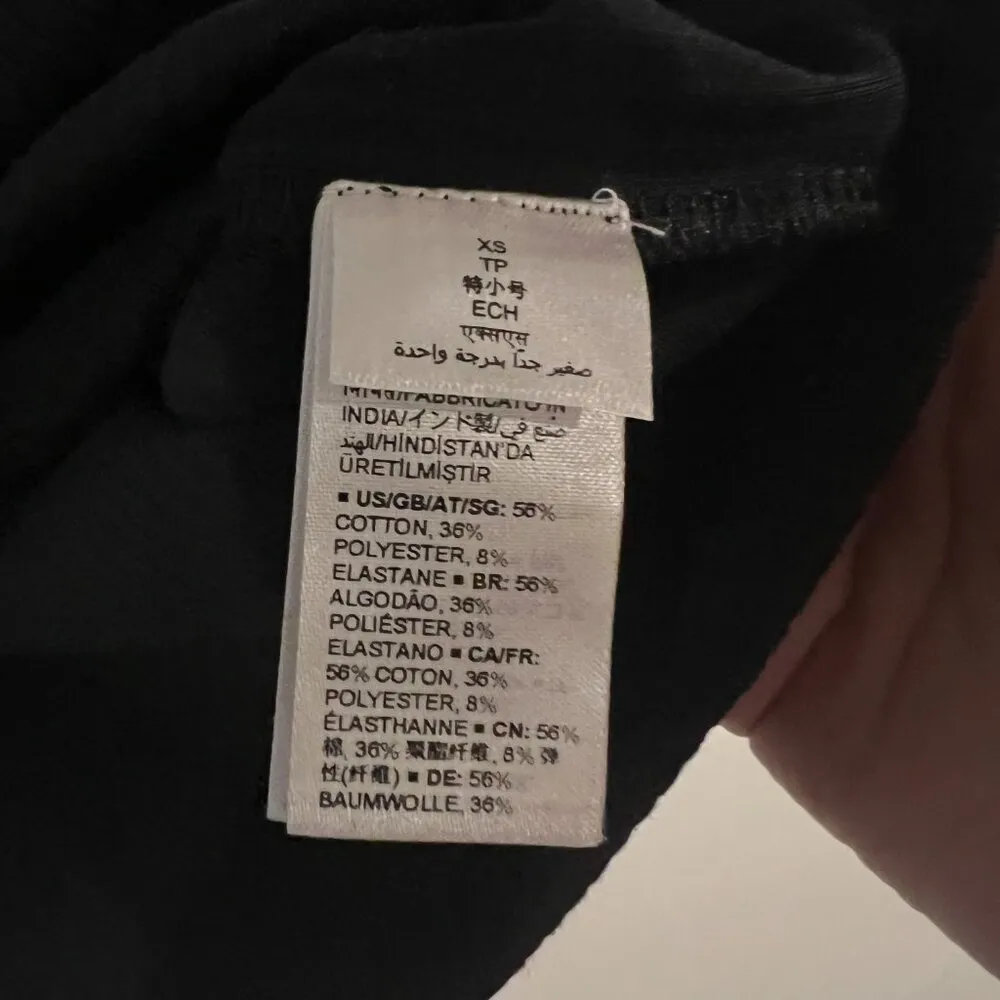 XS
TP
特小号
ECH
एक्सएस
صغير جدًا بدرجة واحدة
निर्मित/FABBRICATO IN
INDIA/インド製/صنع في
الهند/HİNDİSTAN'DA
ÜRETİLMİŞTİR
▪ US/GB/AT/SG: 56%
COTTON, 36%
POLYESTER, 8%
ELASTANE ▪ BR: 56%
ALGODÃO, 36%
POLIÉSTER, 8%
ELASTANO ▪ CA/FR:
56% COTON, 36%
POLYESTER, 8%
ÉLASTHANNE ▪ CN: 56%
棉, 36% 聚酯纤维, 8% 弹
性(纤维) ▪ DE: 56%
BAUMWOLLE, 36%